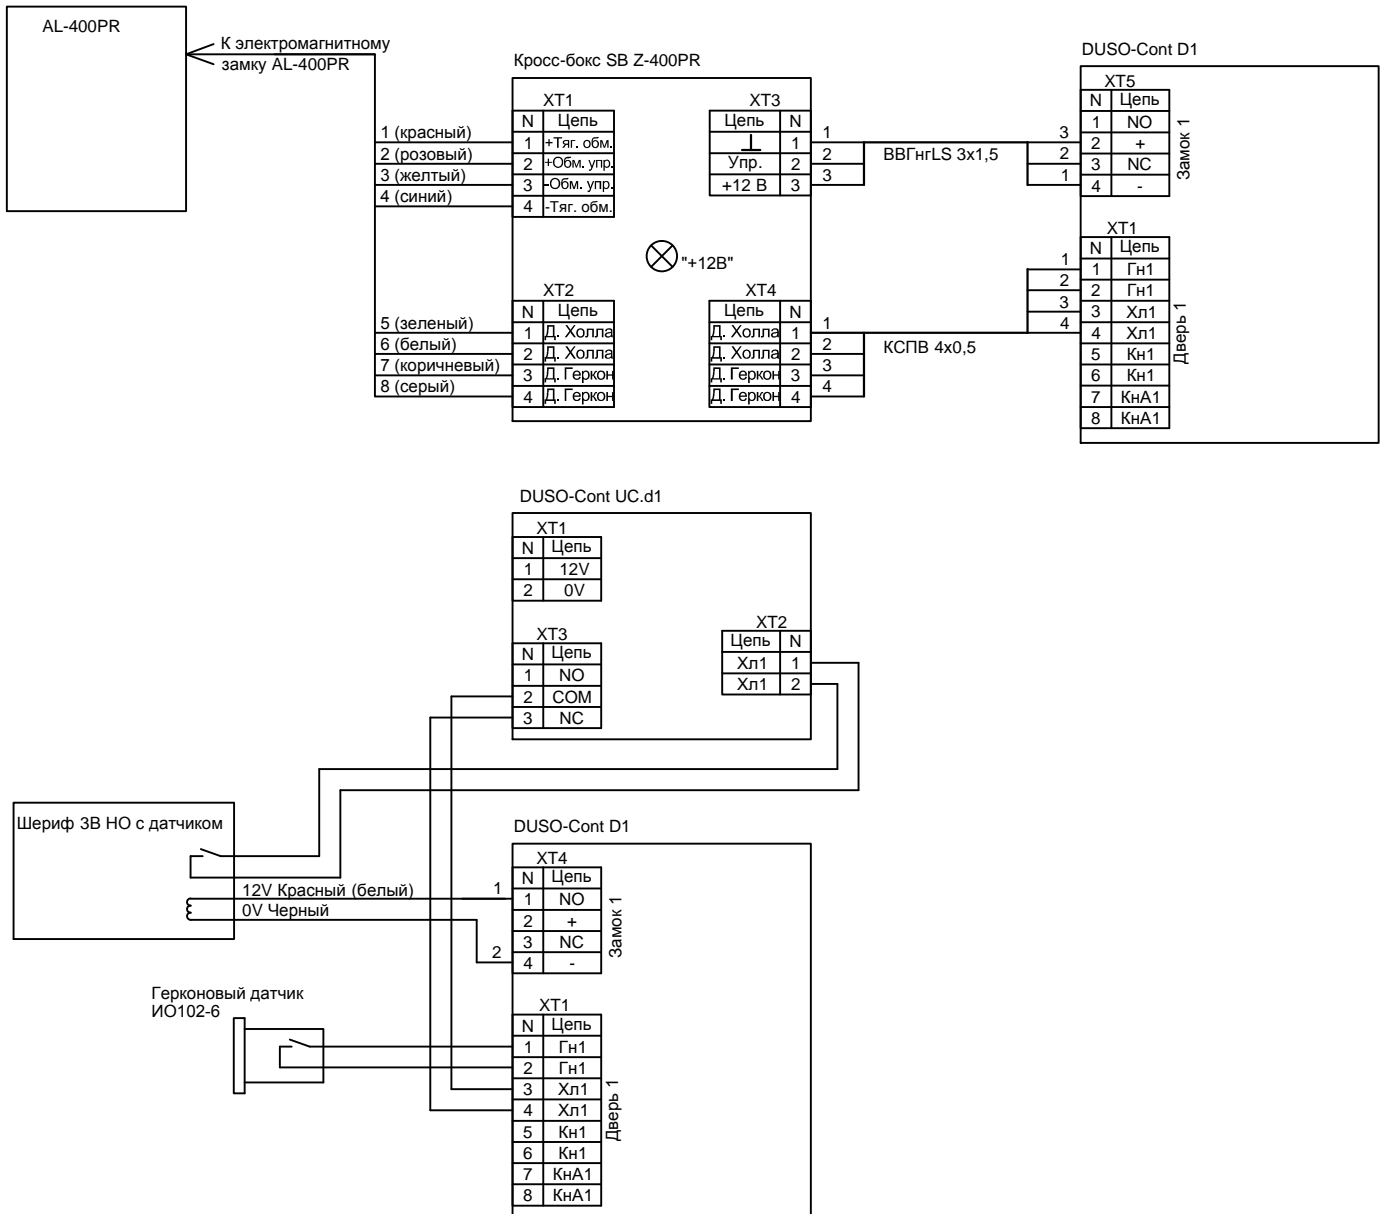 AL-400PR
К электромагнитному
замку AL-400PR
1 (красный)
2 (розовый)
3 (желтый)
4 (синий)
5 (зеленый)
6 (белый)
7 (коричневый)
8 (серый)
Кросс-бокс SB Z-400PR
XT1
N Цепь
1 +Тяг. обм.
2 +Обм. упр.
3 -Обм. упр.
4 -Тяг. обм.
XT3
Цепь N
1
Упр. 2
+12 В 3
"+12В"
XT2
N Цепь
1 Д. Холла
2 Д. Холла
3 Д. Геркон
4 Д. Геркон
XT4
Цепь N
Д. Холла 1
Д. Холла 2
Д. Геркон 3
Д. Геркон 4
1
2
3
ВВГнгLS 3x1,5
3
2
1
1
2
3
4
КСПВ 4x0,5
1
2
3
4
DUSO-Cont D1
XT5
N Цепь
1 NO
2 +
3 NC
4 -
Замок 1
XT1
N Цепь
1 Гн1
2 Гн1
3 Хл1
4 Хл1
5 Кн1
6 Кн1
7 КнА1
8 КнА1
Дверь 1
DUSO-Cont UC.d1
XT1
N Цепь
1 12V
2 0V
XT3
N Цепь
1 NO
2 COM
3 NC
XT2
Цепь N
Хл1 1
Хл1 2
Шериф 3В НО с датчиком
12V Красный (белый)
0V Черный
1
2
DUSO-Cont D1
XT4
N Цепь
1 NO
2 +
3 NC
4 -
Замок 1
Герконовый датчик
ИО102-6
XT1
N Цепь
1 Гн1
2 Гн1
3 Хл1
4 Хл1
5 Кн1
6 Кн1
7 КнА1
8 КнА1
Дверь 1